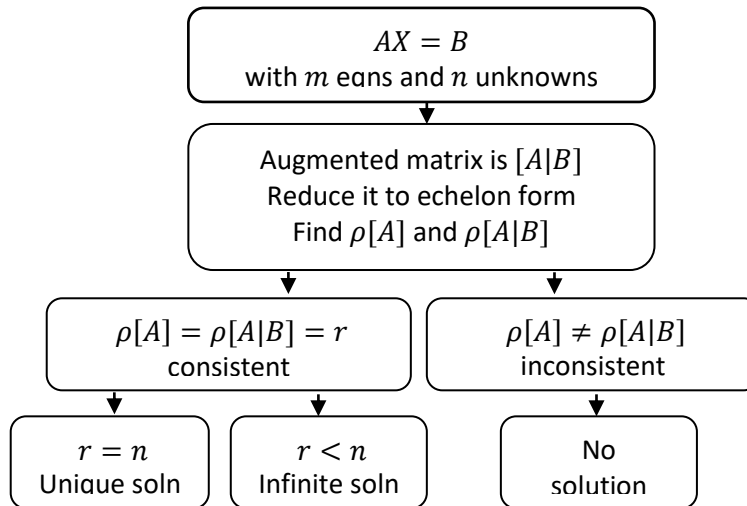 AX = B
with m eqns and n unknowns
Augmented matrix is [A|B]
Reduce it to echelon form
Find ρ[A] and ρ[A|B]
ρ[A] = ρ[A|B] = r
consistent
ρ[A] ≠ ρ[A|B]
inconsistent
r = n
Unique soln
r < n
Infinite soln
No
solution